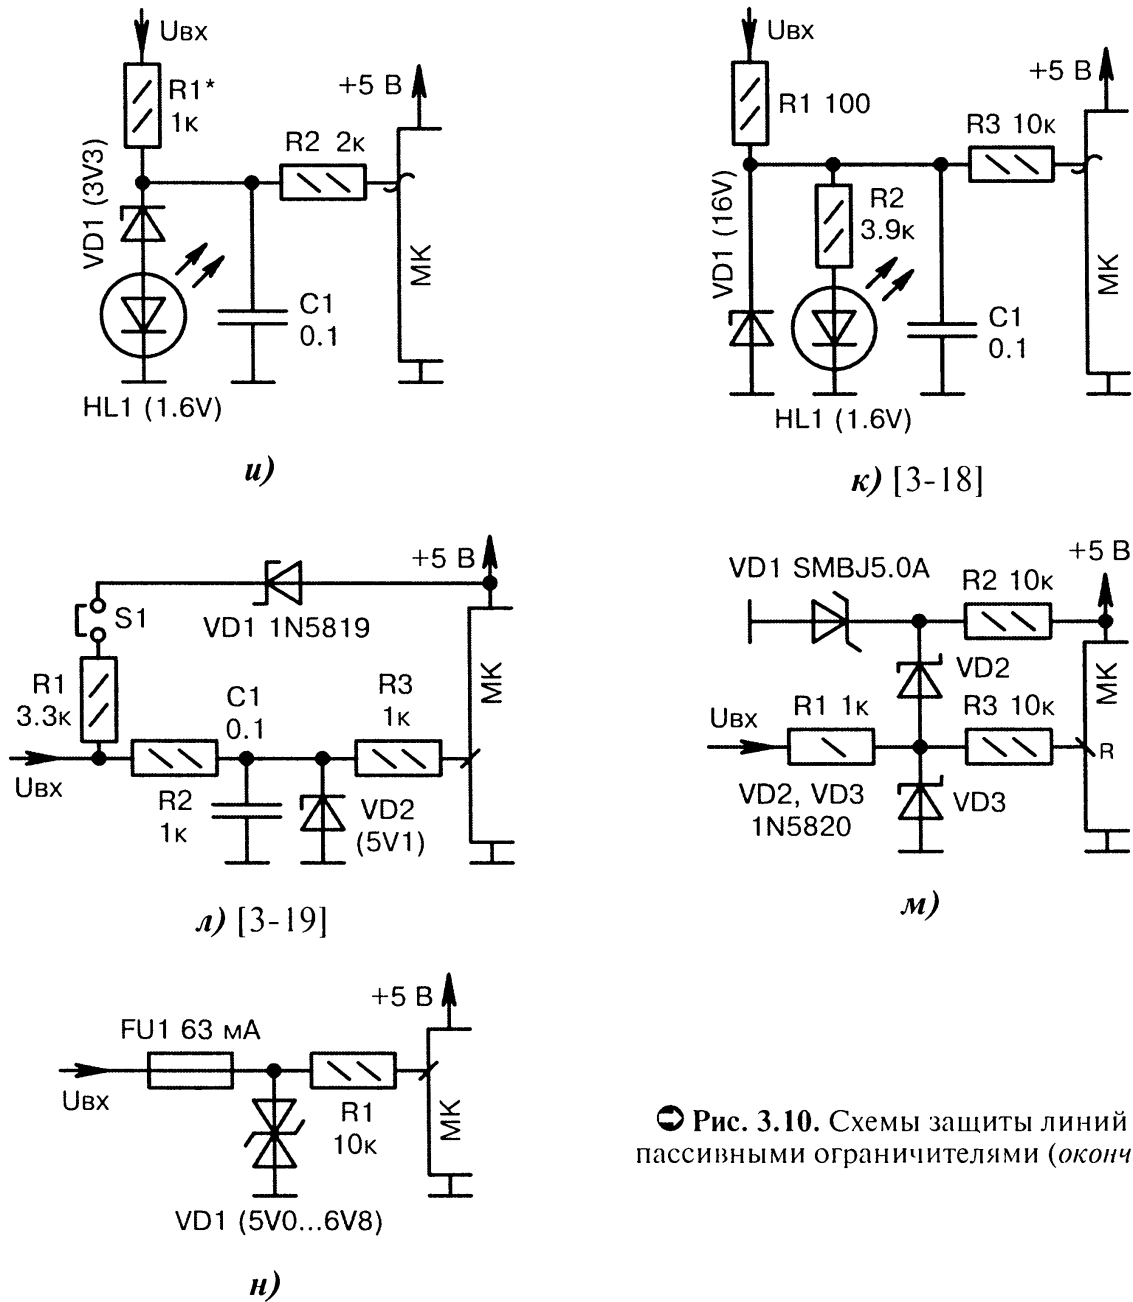 Uвх
R1*
1к
+5 В
R2 2к
VD1 (3V3)
МК
C1
0.1
HL1 (1.6V)
и)
Uвх
R1 100
+5 В
R3 10к
VD1 (16V)
R2
3.9к
МК
C1
0.1
HL1 (1.6V)
к) [3-18]
+5 В
S1
VD1 1N5819
R1
3.3к
C1
0.1
R3
1к
МК
Uвх
R2
1к
VD2
(5V1)
л) [3-19]
+5 В
VD1 SMBJ5.0A
R2 10к
VD2
МК
Uвх
R1 1к
R3 10к
R
VD2, VD3
1N5820
VD3
м)
+5 В
FU1 63 мА
Uвх
R1
10к
МК
VD1 (5V0...6V8)
н)
➲ Рис. 3.10. Схемы защиты линий
пассивными ограничителями (оконч